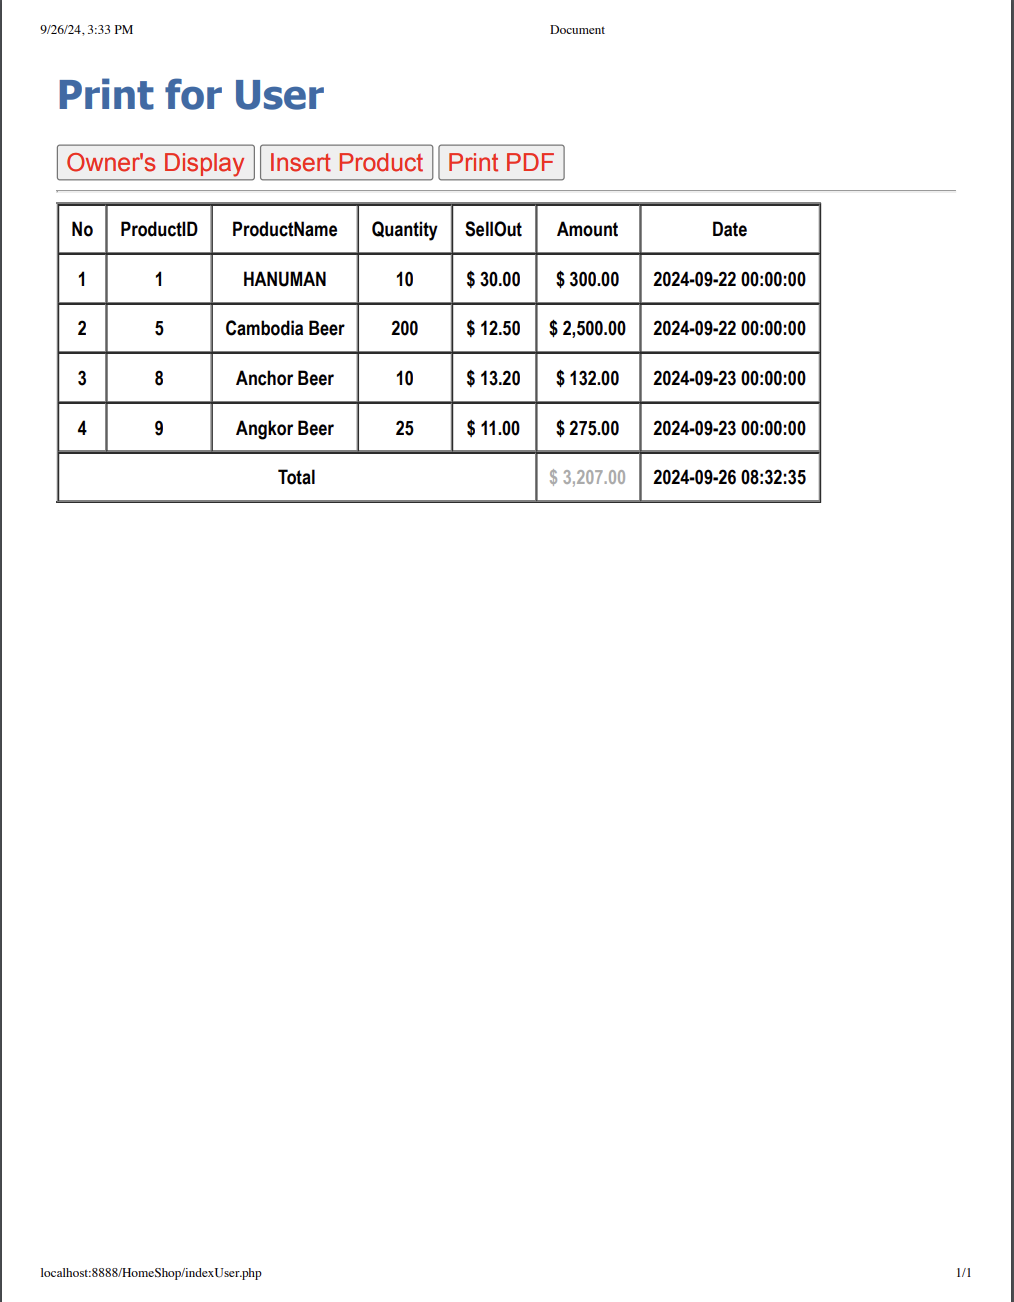 9/26/24, 3:33 PM Document
Print for User
Owner's Display Insert Product Print PDF
No ProductID ProductName Quantity SellOut Amount Date
1 1 HANUMAN 10 $ 30.00 $ 300.00 2024-09-22 00:00:00
2 5 Cambodia Beer 200 $ 12.50 $ 2,500.00 2024-09-22 00:00:00
3 8 Anchor Beer 10 $ 13.20 $ 132.00 2024-09-23 00:00:00
4 9 Angkor Beer 25 $ 11.00 $ 275.00 2024-09-23 00:00:00
Total $ 3,207.00 2024-09-26 08:32:35
localhost:8888/HomeShop/indexUser.php 1/1